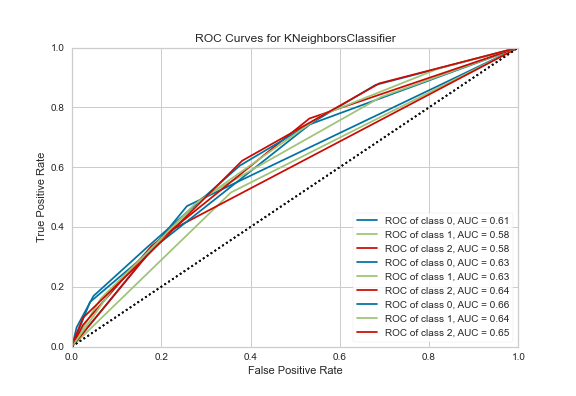 ROC Curves for KNeighborsClassifier
1.0
0.8
0.6
0.4
0.2
0.0
True Positive Rate
ROC of class 0, AUC = 0.61
ROC of class 1, AUC = 0.58
ROC of class 2, AUC = 0.58
ROC of class 0, AUC = 0.63
ROC of class 1, AUC = 0.63
ROC of class 2, AUC = 0.64
ROC of class 0, AUC = 0.66
ROC of class 1, AUC = 0.64
ROC of class 2, AUC = 0.65
0.0 0.2 0.4 0.6 0.8 1.0
False Positive Rate